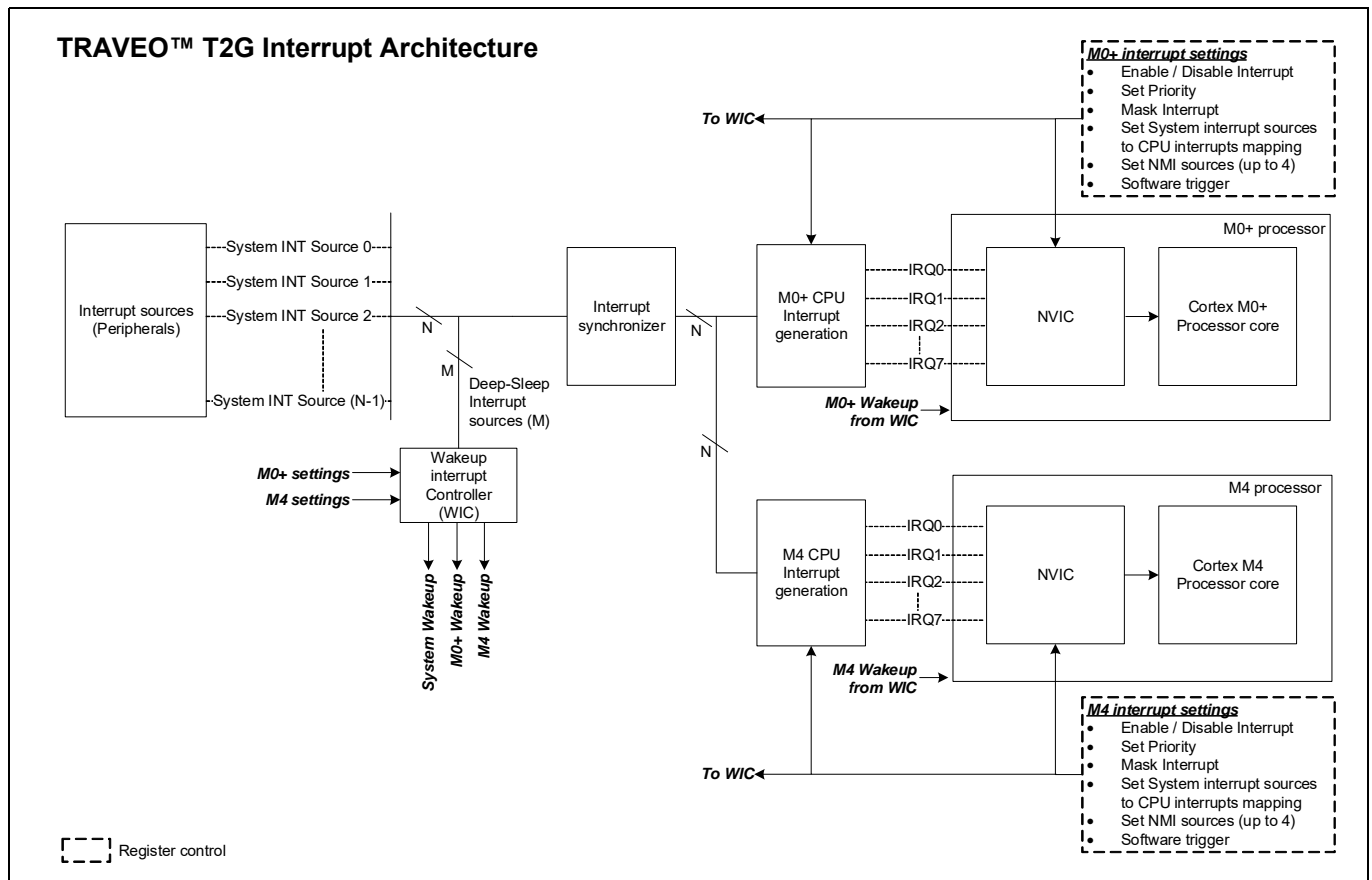 TRAVEO™ T2G Interrupt Architecture
M0+ interrupt settings
• Enable / Disable Interrupt
• Set Priority
• Mask Interrupt
• Set System interrupt sources
to CPU interrupts mapping
• Set NMI sources (up to 4)
• Software trigger
To WIC
Interrupt sources
(Peripherals)
System INT Source 0
System INT Source 1
System INT Source 2
System INT Source (N-1)
N
M
Deep-Sleep
Interrupt
sources (M)
Interrupt
synchronizer
N
N
M0+ CPU
Interrupt
generation
IRQ0
IRQ1
IRQ2
IRQ7
M0+ processor
NVIC
Cortex M0+
Processor core
M0+ Wakeup
from WIC
M0+ settings
M4 settings
Wakeup
interrupt
Controller
(WIC)
System Wakeup
M0+ Wakeup
M4 Wakeup
M4 CPU
Interrupt
generation
IRQ0
IRQ1
IRQ2
IRQ7
M4 processor
NVIC
Cortex M4
Processor core
M4 Wakeup
from WIC
To WIC
M4 interrupt settings
• Enable / Disable Interrupt
• Set Priority
• Mask Interrupt
• Set System interrupt sources
to CPU interrupts mapping
• Set NMI sources (up to 4)
• Software trigger
Register control